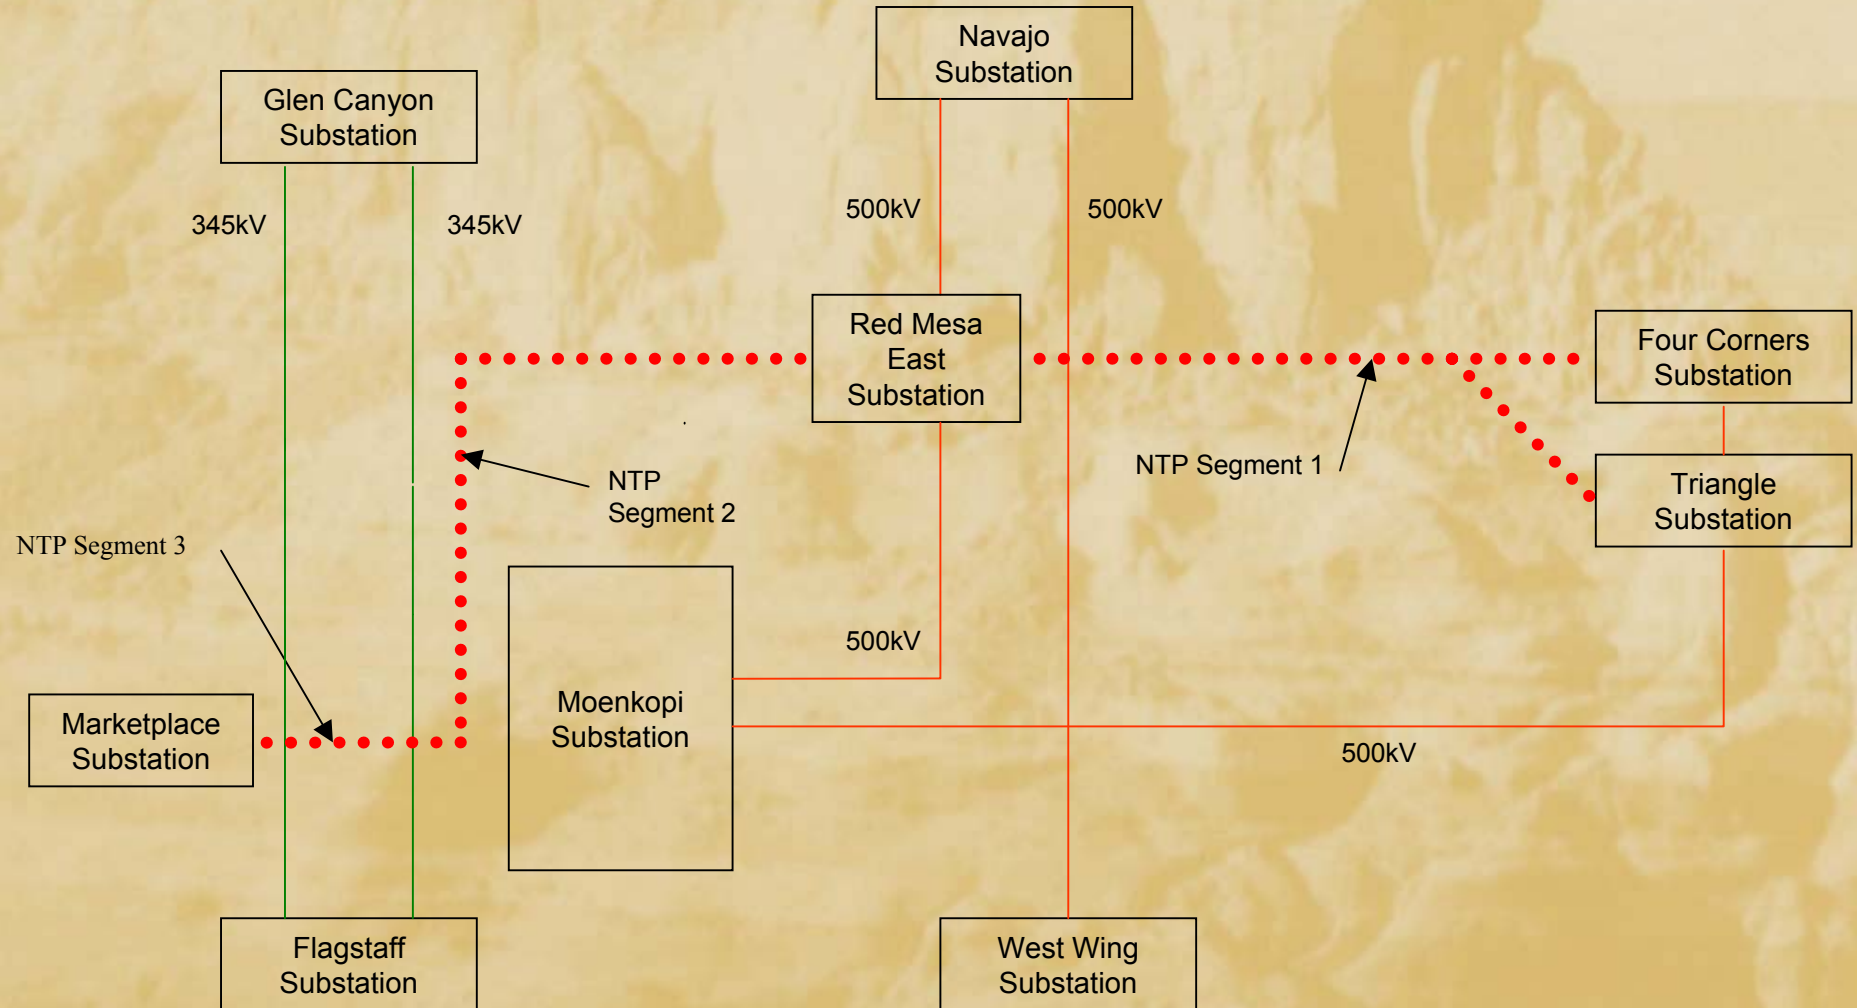 Navajo
Substation
Glen Canyon
Substation
345kV
345kV
500kV
500kV
Red Mesa
East
Substation
Four Corners
Substation
NTP Segment 1
NTP
Segment 2
Triangle
Substation
NTP Segment 3
500kV
Moenkopi
Substation
Marketplace
Substation
500kV
Flagstaff
Substation
West Wing
Substation